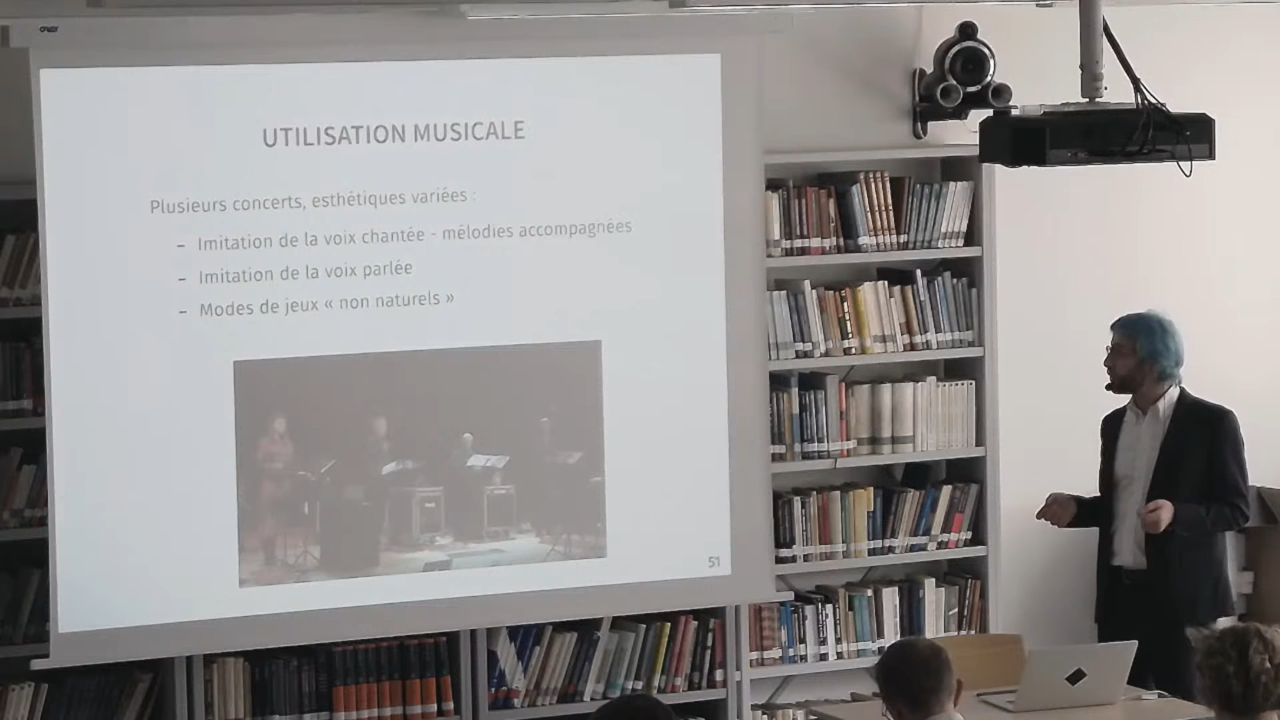 UTILISATION MUSICALE
Plusieurs concerts, esthétiques variées :
– Imitation de la voix chantée - mélodies accompagnées
– Imitation de la voix parlée
– Modes de jeux « non naturels »
51